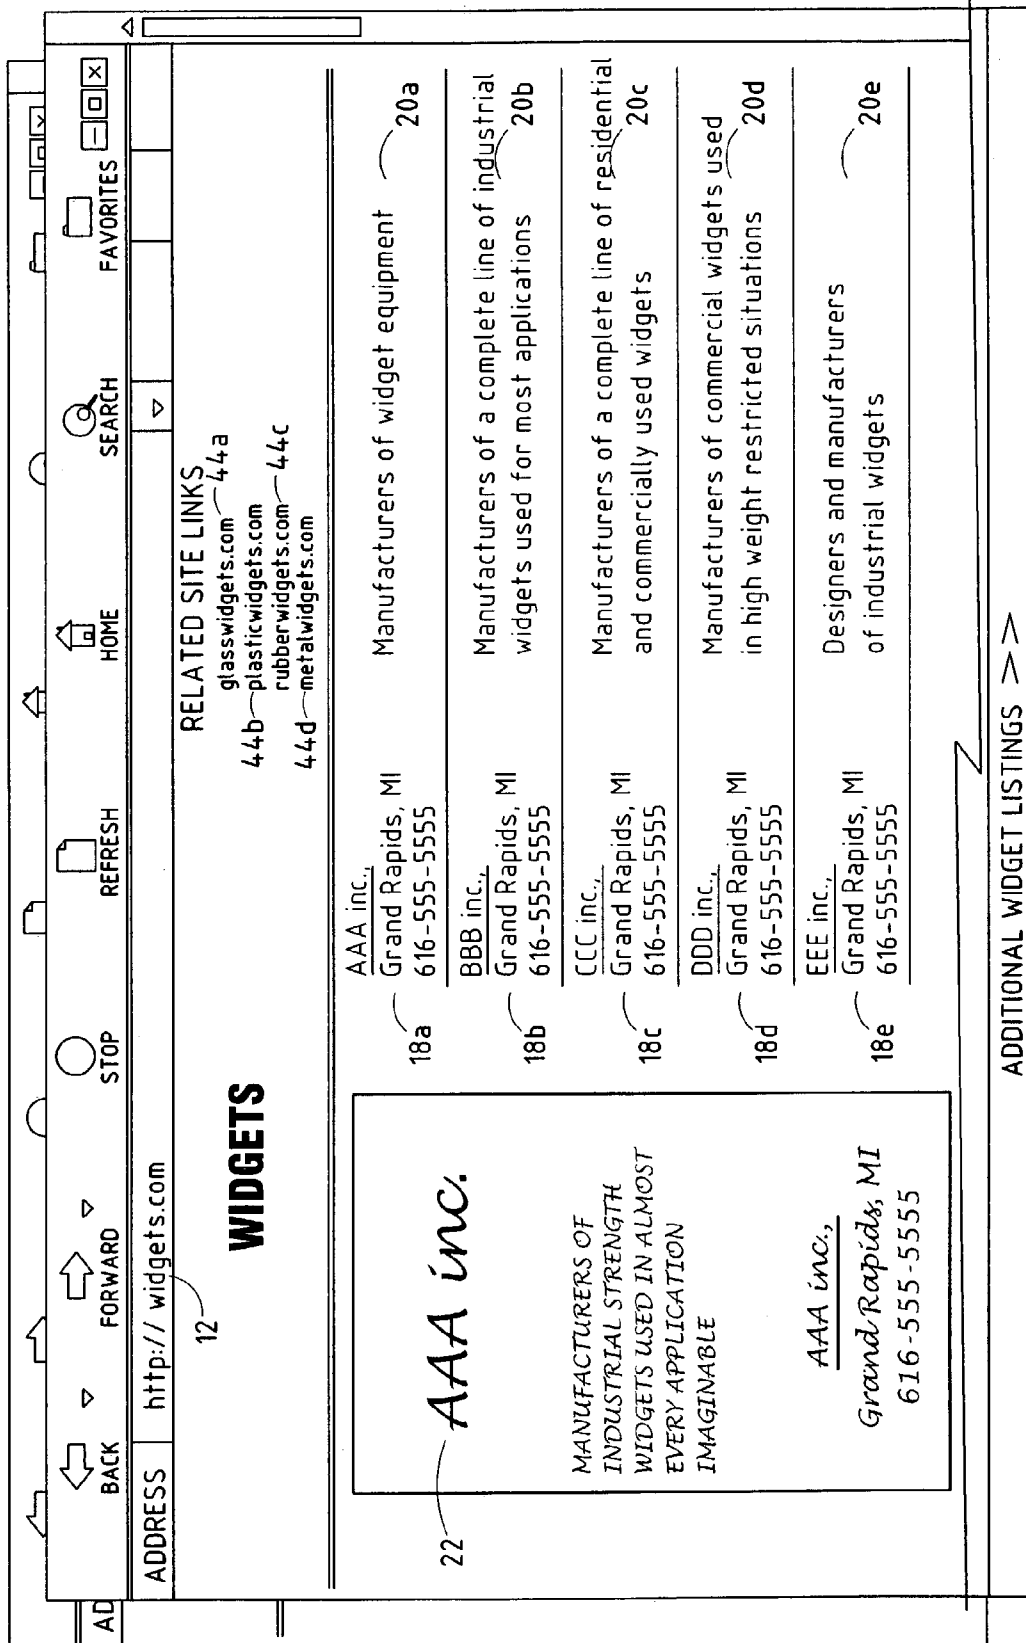 BACK
FORWARD
STOP
REFRESH
HOME
SEARCH
FAVORITES
AD
ADDRESS
http:// widgets.com
12
WIDGETS
RELATED SITE LINKS
glasswidgets.com 44a
44b plasticwidgets.com
rubberwidgets.com 44c
44d metalwidgets.com
22
AAA inc.
MANUFACTURERS OF
INDUSTRIAL STRENGTH
WIDGETS USED IN ALMOST
EVERY APPLICATION
IMAGINABLE
AAA inc.,
Grand Rapids, MI
616-555-5555
AAA inc.,
Grand Rapids, MI
616-555-5555
18a
Manufacturers of widget equipment
20a
BBB inc.,
Grand Rapids, MI
616-555-5555
18b
Manufacturers of a complete line of industrial
widgets used for most applications
20b
CCC inc.,
Grand Rapids, MI
616-555-5555
18c
Manufacturers of a complete line of residential
and commercially used widgets
20c
DDD inc.,
Grand Rapids, MI
616-555-5555
18d
Manufacturers of commercial widgets used
in high weight restricted situations
20d
EEE inc.,
Grand Rapids, MI
616-555-5555
18e
Designers and manufacturers
of industrial widgets
20e
ADDITIONAL WIDGET LISTINGS >>